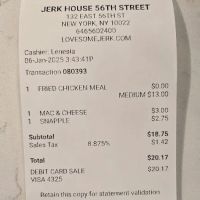 JERK HOUSE 56TH STREET
132 EAST 56TH ST
NEW YORK, NY 10022
6465602400
LOVESOMEJERK.COM
Cashier: Lenesia
06-Jan-2025 3:43:41P
Transaction 080393
1 FRIED CHICKEN MEAL $0.00
MEDIUM $13.00
1 MAC & CHEESE $3.00
1 SNAPPLE $2.75
Subtotal $18.75
Sales Tax 8.875% $1.42
Total $20.17
DEBIT CARD SALE $20.17
VISA 4325
Retain this copy for statement validation